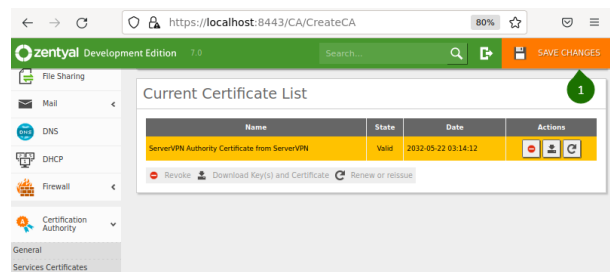 https://localhost:8443/CA/CreateCA
80%
zentyal Development Edition 7.0
Search...
SAVE CHANGES
1
File Sharing
Mail
DNS
DHCP
Firewall
Certification
Authority
General
Services Certificates
Current Certificate List
Name State Date Actions
ServerVPN Authority Certificate from ServerVPN Valid 2032-05-22 03:14:12
Revoke Download Key(s) and Certificate Renew or reissue